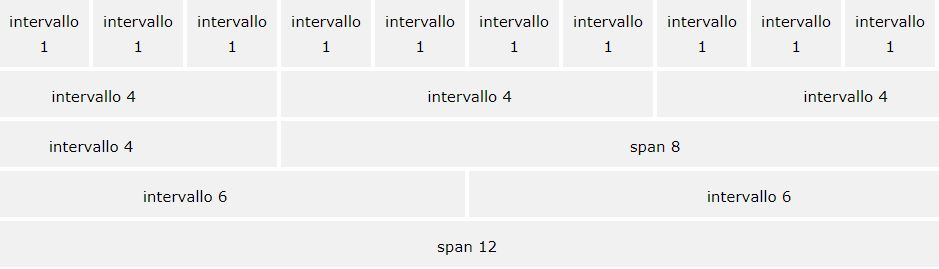 intervallo intervallo intervallo intervallo intervallo intervallo intervallo intervallo intervallo intervallo
1 1 1 1 1 1 1 1 1 1
intervallo 4 intervallo 4 intervallo 4
intervallo 4 span 8
intervallo 6 intervallo 6
span 12